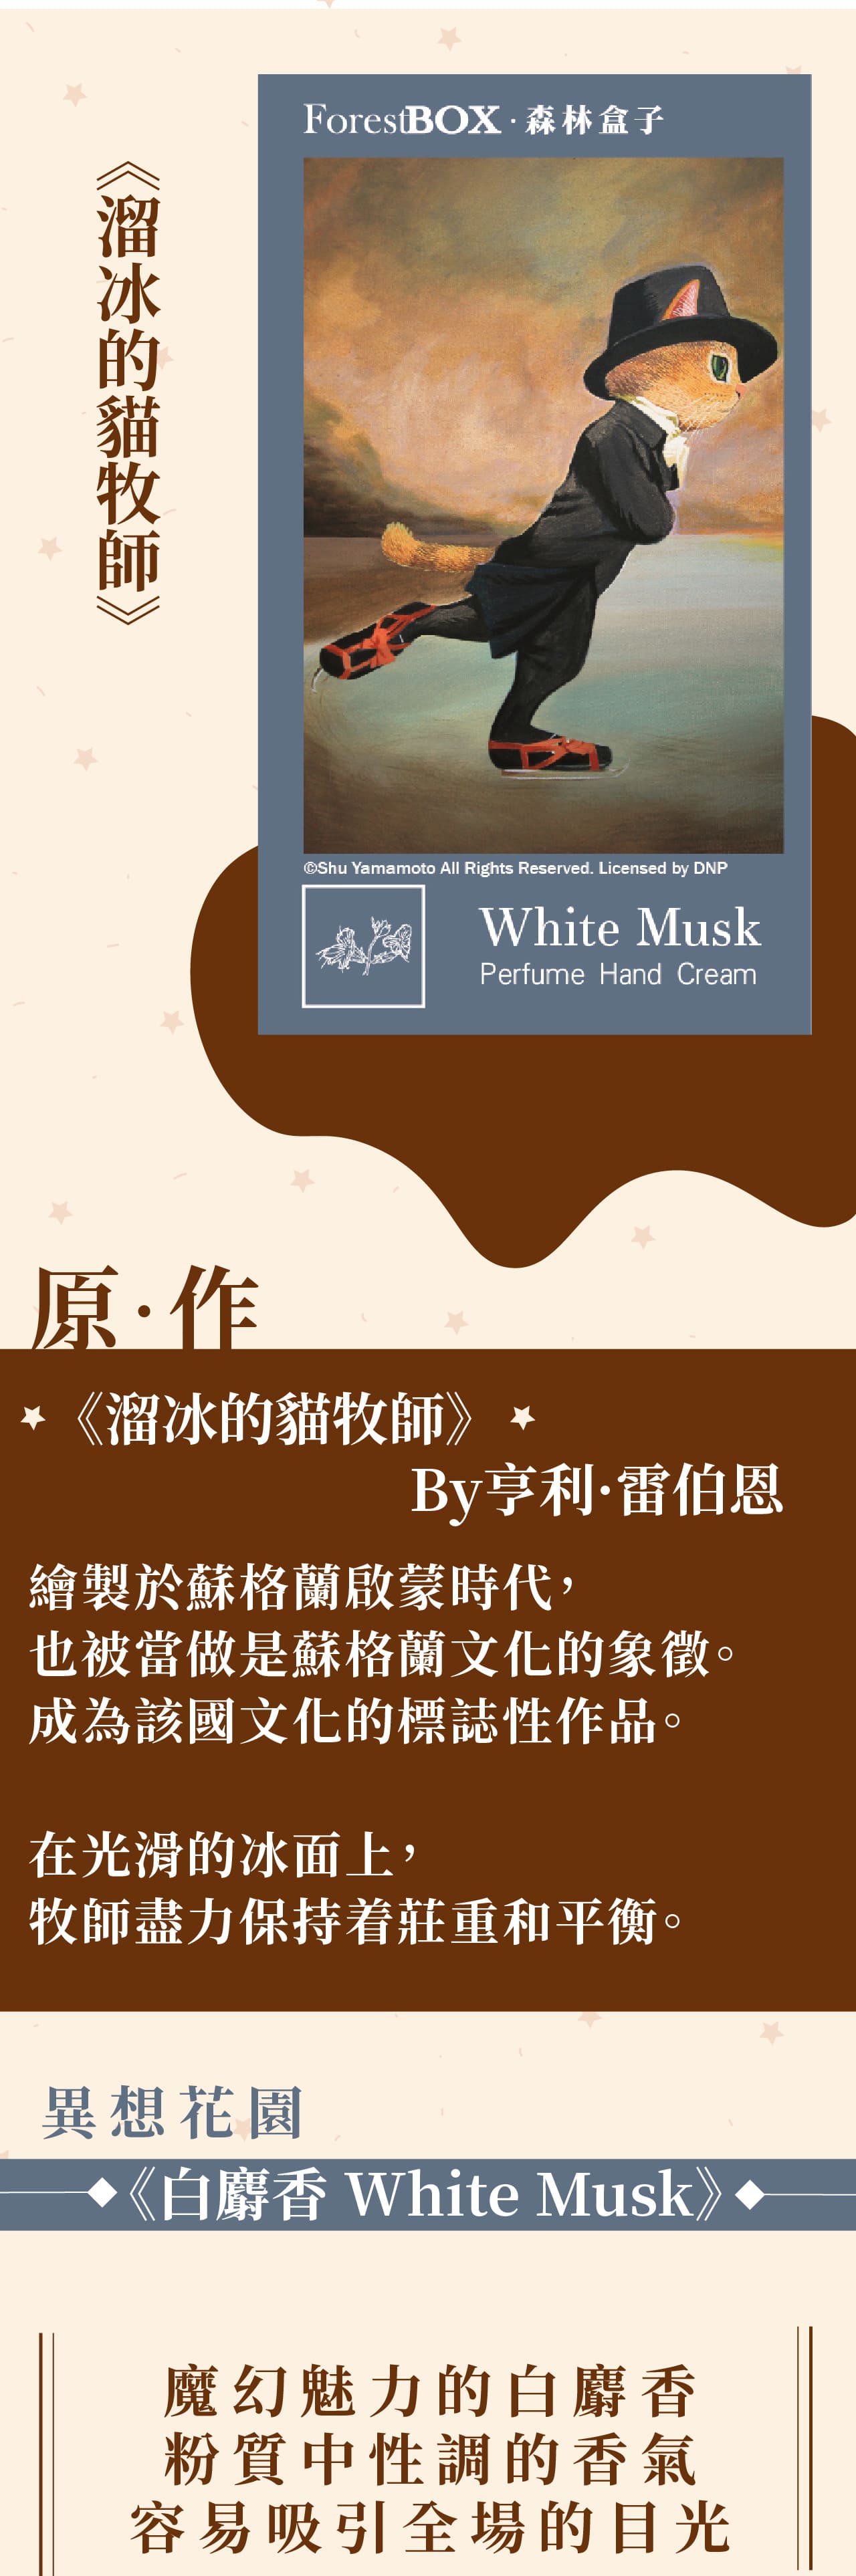 《溜冰的貓牧師》
ForestBOX·森林盒子
©Shu Yamamoto All Rights Reserved. Licensed by DNP
White Musk
Perfume Hand Cream
原·作
《溜冰的貓牧師》
By亨利·雷伯恩
繪製於蘇格蘭啟蒙時代，
也被當做是蘇格蘭文化的象徵。
成為該國文化的標誌性作品。
在光滑的冰面上，
牧師盡力保持着莊重和平衡。
異想花園
《白麝香 White Musk》
魔幻魅力的白麝香
粉質中性調的香氣
容易吸引全場的目光